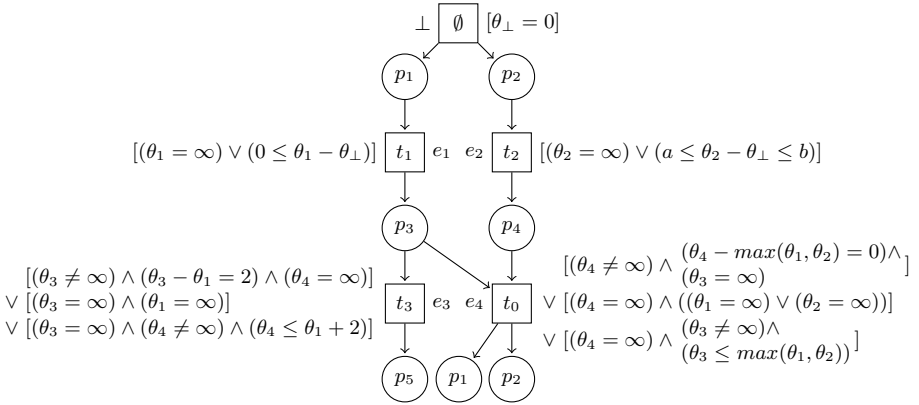 ⊥ ∅ [θ⊥ = 0]
p1 p2
[(θ1 = ∞) ∨ (0 ≤ θ1 − θ⊥)] t1 e1 e2 t2 [(θ2 = ∞) ∨ (a ≤ θ2 − θ⊥ ≤ b)]
p3 p4
[(θ3 ≠ ∞) ∧ (θ3 − θ1 = 2) ∧ (θ4 = ∞)]
∨ [(θ3 = ∞) ∧ (θ1 = ∞)]
∨ [(θ3 = ∞) ∧ (θ4 ≠ ∞) ∧ (θ4 ≤ θ1 + 2)]
t3 e3 e4 t0
[(θ4 ≠ ∞) ∧ (θ4 − max(θ1, θ2) = 0)∧
(θ3 = ∞) ]
∨ [(θ4 = ∞) ∧ ((θ1 = ∞) ∨ (θ2 = ∞))]
∨ [(θ4 = ∞) ∧ (θ3 ≠ ∞)∧
(θ3 ≤ max(θ1, θ2)) ]
p5 p1 p2